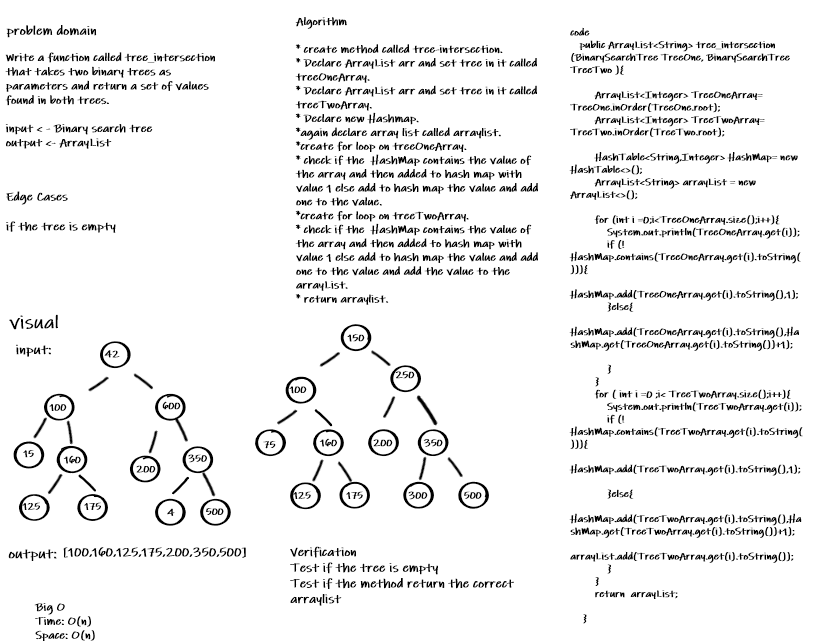 problem domain
Write a function called tree_intersection
that takes two binary trees as
parameters and return a set of values
found in both trees.
input <- Binary search tree
output <- ArrayList
Edge Cases
if the tree is empty
Algorithm
* create method called tree-intersection.
* Declare ArrayList arr and set tree in it called
treeOneArray.
* Declare ArrayList arr and set tree in it called
treeTwoArray.
* Declare new Hashmap.
*again declare array list called arraylist.
*create for loop on treeOneArray.
* check if the HashMap contains the value of
the array and then added to hash map with
value 1 else add to hash map the value and add
one to the value.
*create for loop on treeTwoArray.
* check if the HashMap contains the value of
the array and then added to hash map with
value 1 else add to hash map the value and add
one to the value and add the value to the
arrayList.
* return arraylist.
visual
input:
42
100
600
15
160
200
350
125
175
4
500
150
100
250
75
160
200
350
125
175
300
500
output: [100,160,125,175,200,350,500]
Big O
Time: O(n)
Space: O(n)
Verification
Test if the tree is empty
Test if the method return the correct
arraylist
code
public ArrayList<String> tree_intersection
(BinarySearchTree TreeOne, BinarySearchTree
TreeTwo ){
ArrayList<Integer> TreeOneArray=
TreeOne.inOrder(TreeOne.root);
ArrayList<Integer> TreeTwoArray=
TreeTwo.inOrder(TreeTwo.root);
HashTable<String,Integer> HashMap= new
HashTable<>();
ArrayList<String> arrayList = new
ArrayList<>();
for (int i =0;i<TreeOneArray.size();i++){
System.out.println(TreeOneArray.get(i));
if (!
HashMap.contains(TreeOneArray.get(i).toString(
))){
HashMap.add(TreeOneArray.get(i).toString(),1);
}else{
HashMap.add(TreeOneArray.get(i).toString(),Ha
shMap.get(TreeOneArray.get(i).toString())+1);
}
}
for ( int i =0 ;i< TreeTwoArray.size();i++){
System.out.println(TreeTwoArray.get(i));
if (!
HashMap.contains(TreeTwoArray.get(i).toString(
))){
HashMap.add(TreeTwoArray.get(i).toString(),1);
}else{
HashMap.add(TreeTwoArray.get(i).toString(),Ha
shMap.get(TreeTwoArray.get(i).toString())+1);
arrayList.add(TreeTwoArray.get(i).toString());
}
}
return arrayList;
}